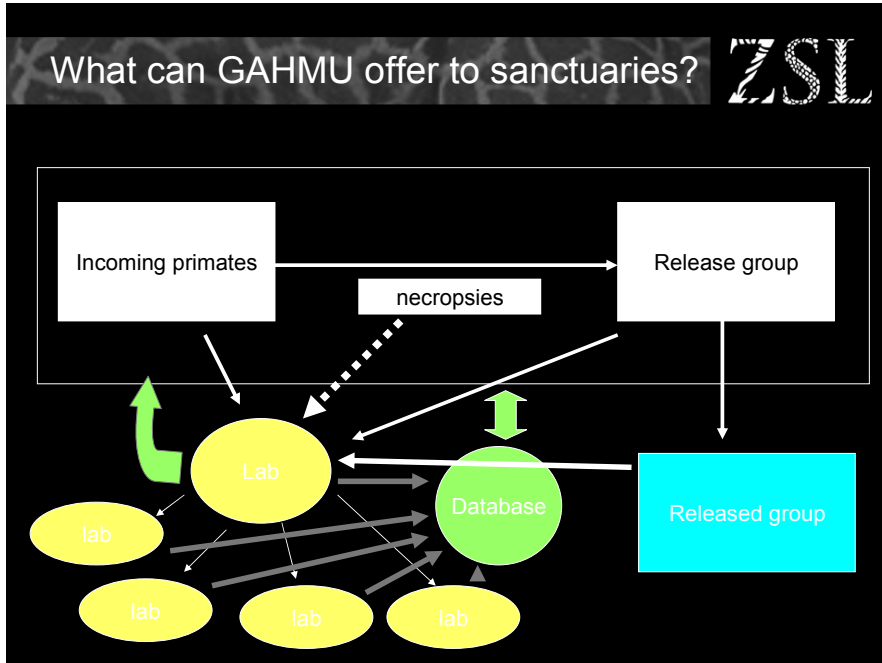 What can GAHMU offer to sanctuaries?
ZSL
Incoming primates
Release group
necropsies
Lab
Database
Released group
lab
lab
lab
lab